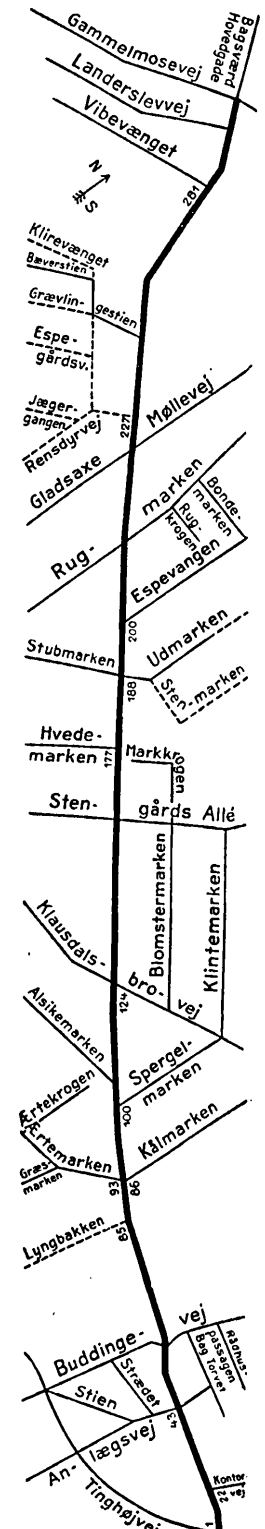 Gammelmosevej
Bagsværd
Hovedgade
Landerslevvej
Vibevænget
281
N
S
Klirevænget
Bæverstien
Grævlin-
gestien
Espe-
gårdsv.
Jæger-
gangen
Rensdyrvej
227
Møllevej
Gladsaxe
marken
Rug-
Rug-
krogen
Bonde-
marken
Espevangen
200
Udmarken
Stubmarken
188
Sten-
marken
Hvede-
marken
177
Markkrogen
Sten-
gårds Allé
Blomstermarken
Klintemarken
Klausdals-
bro-
vej
124
Alsikemarken
Spergel-
marken
100
Ærtekrogen
Ærtemarken
Kålmarken
Græs-
marken
93
86
Lyngbakken
85
Buddinge-
vej
Rådhus-
passagen
Bag Torvet
Strædet
Stien
43
An-
lægsvej
Kontor-
vej
22
Tinghøjvej
1